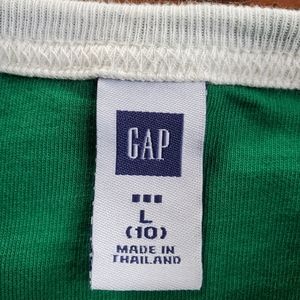 GAP
L
(10)
MADE IN
THAILAND